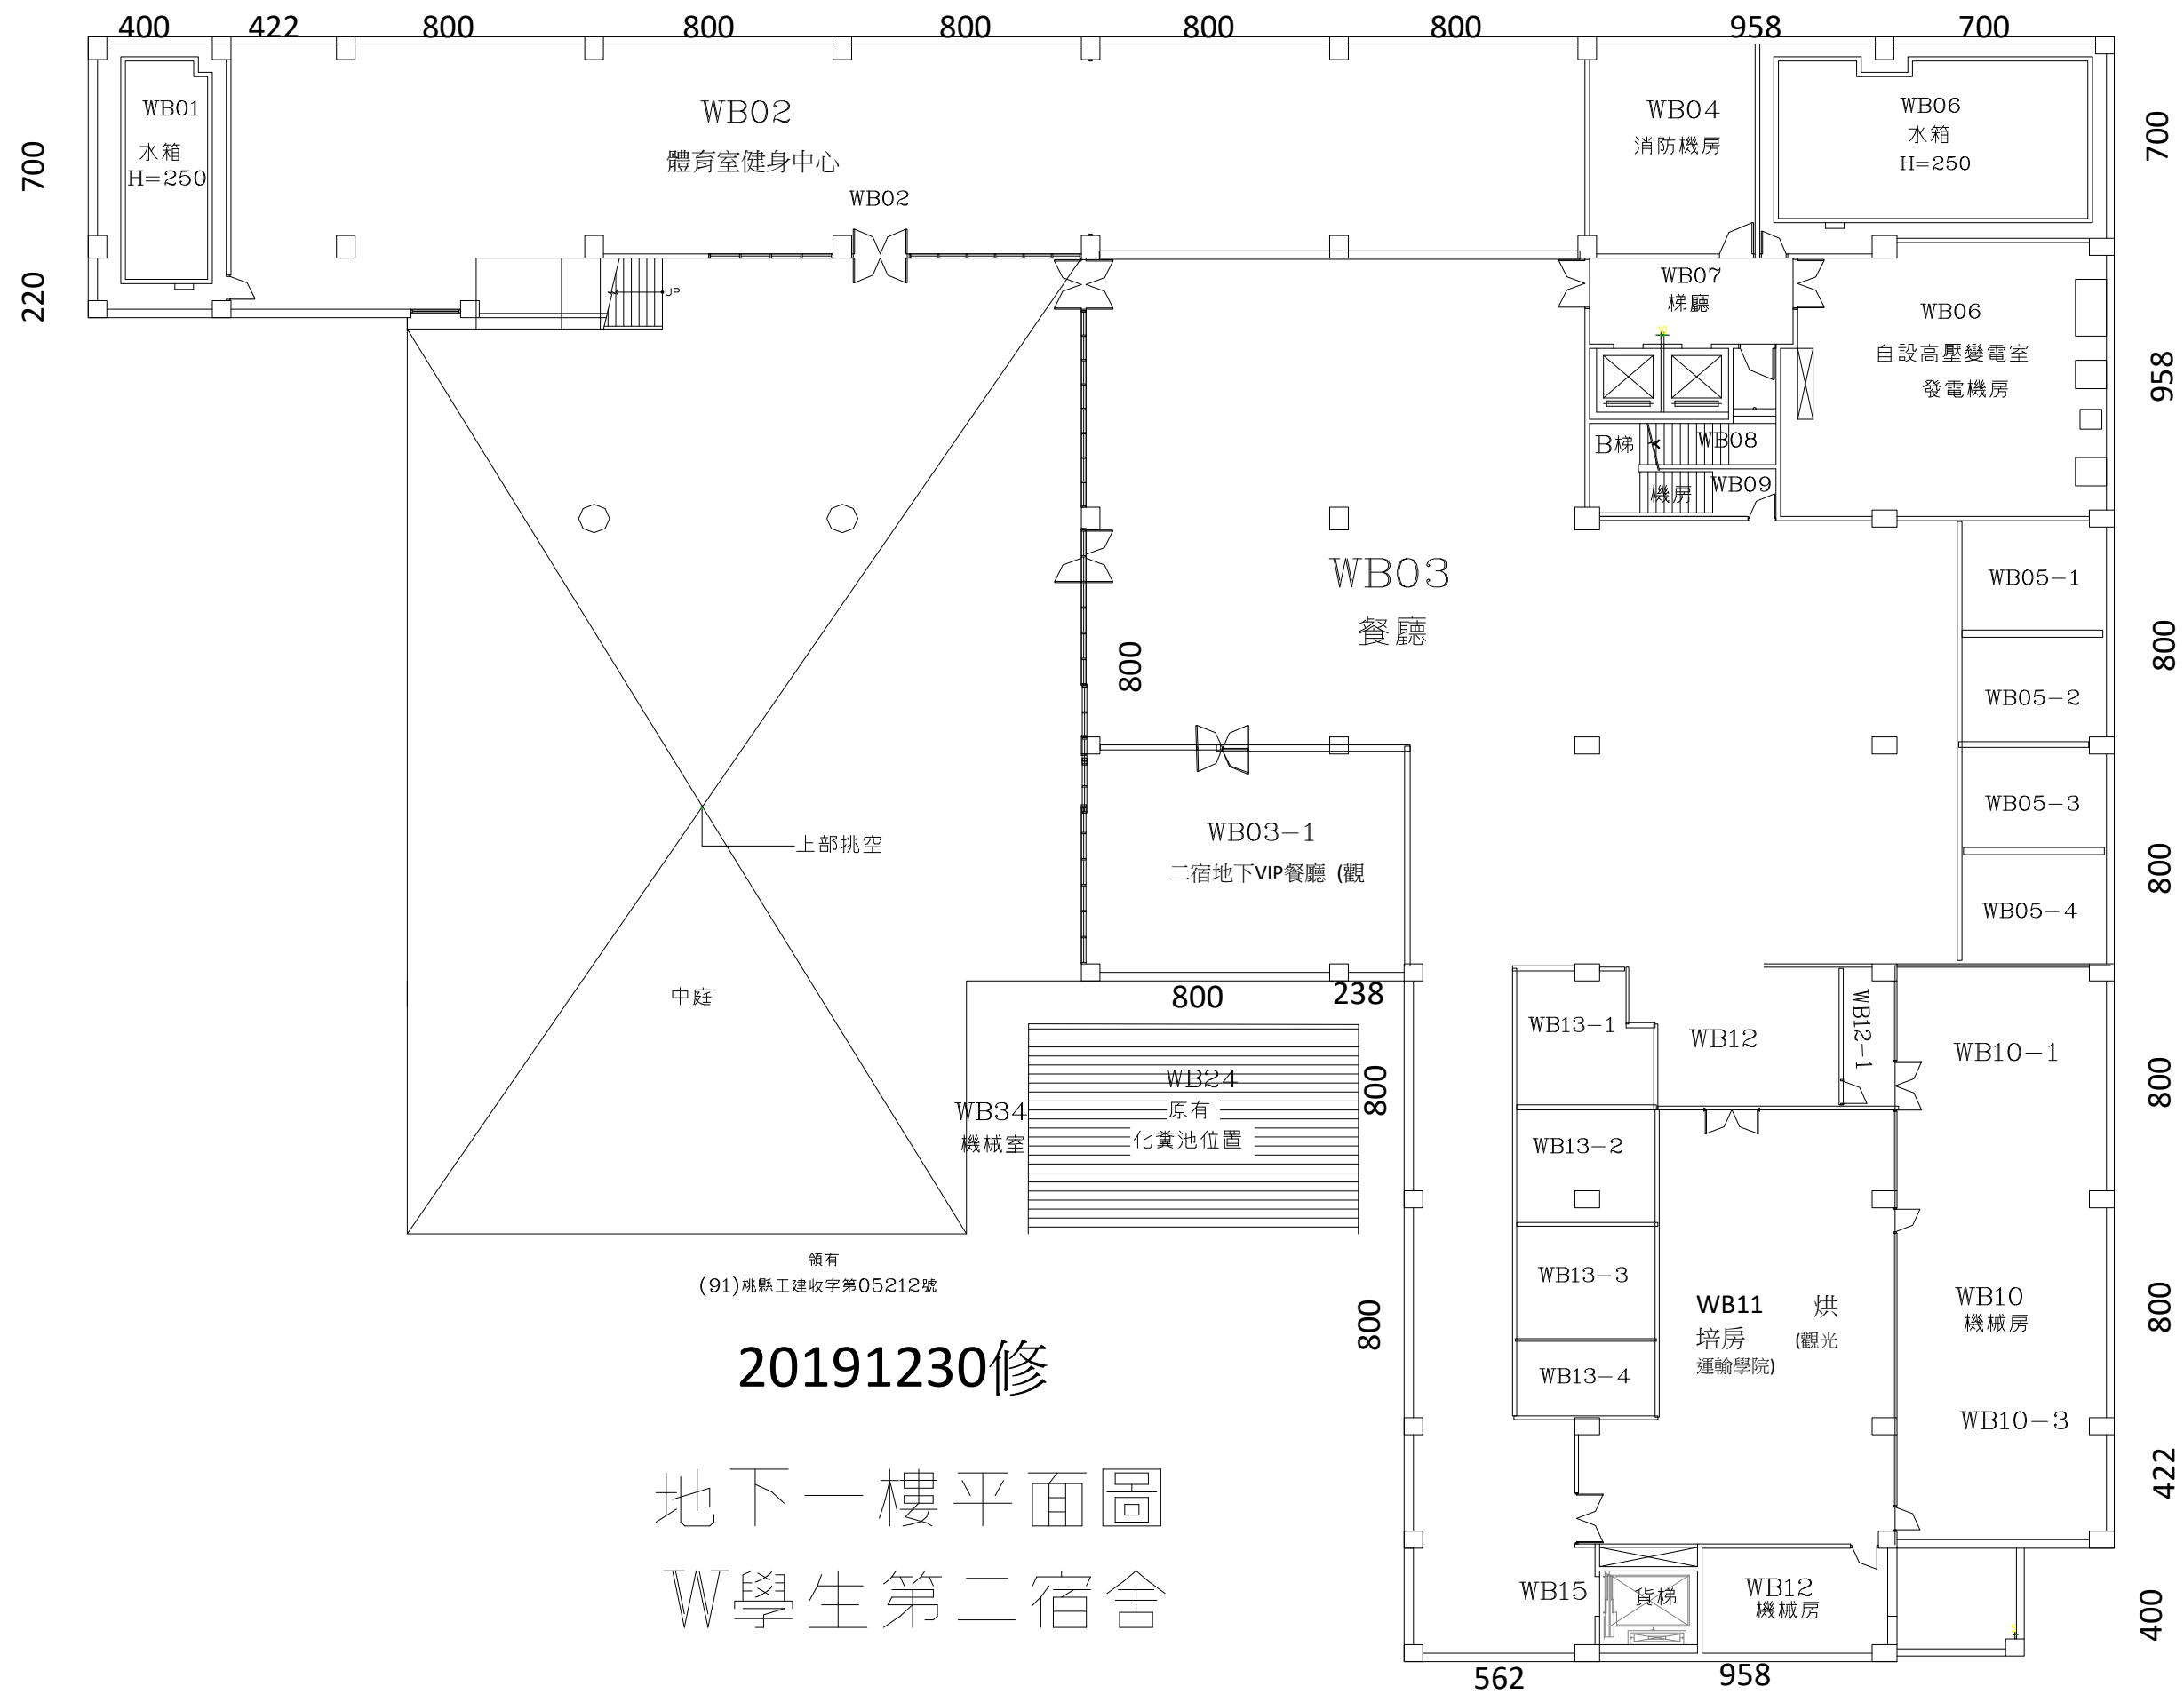 400 422 800 800 800 800 800 958 700
WB01
水箱
H=250
WB02
體育室健身中心
WB02
WB04
消防機房
WB06
水箱
H=250
700
700
220
UP
WB07
梯廳
WB06
自設高壓變電室
發電機房
958
B梯
WB08
機房
WB09
WB03
餐廳
WB05-1
800
800
WB05-2
WB05-3
WB05-4
800
WB03-1
二宿地下VIP餐廳 (觀
上部挑空
中庭
800
238
WB13-1
WB12
WB12-1
WB10-1
WB24
原有
化糞池位置
WB34
機械室
800
800
WB13-2
WB13-3
WB13-4
領有
(91)桃縣工建收字第05212號
800
WB11 烘
培房 (觀光
運輸學院)
WB10
機械房
800
WB10-3
20191230修
422
地下一樓平面圖
W學生第二宿舍
WB15
貨梯
WB12
機械房
400
562
958